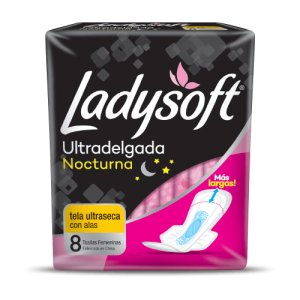 Ladysoft®
Ultradelgada
Nocturna
Más
largas!
tela ultraseca
con alas
8 Toallas Femeninas